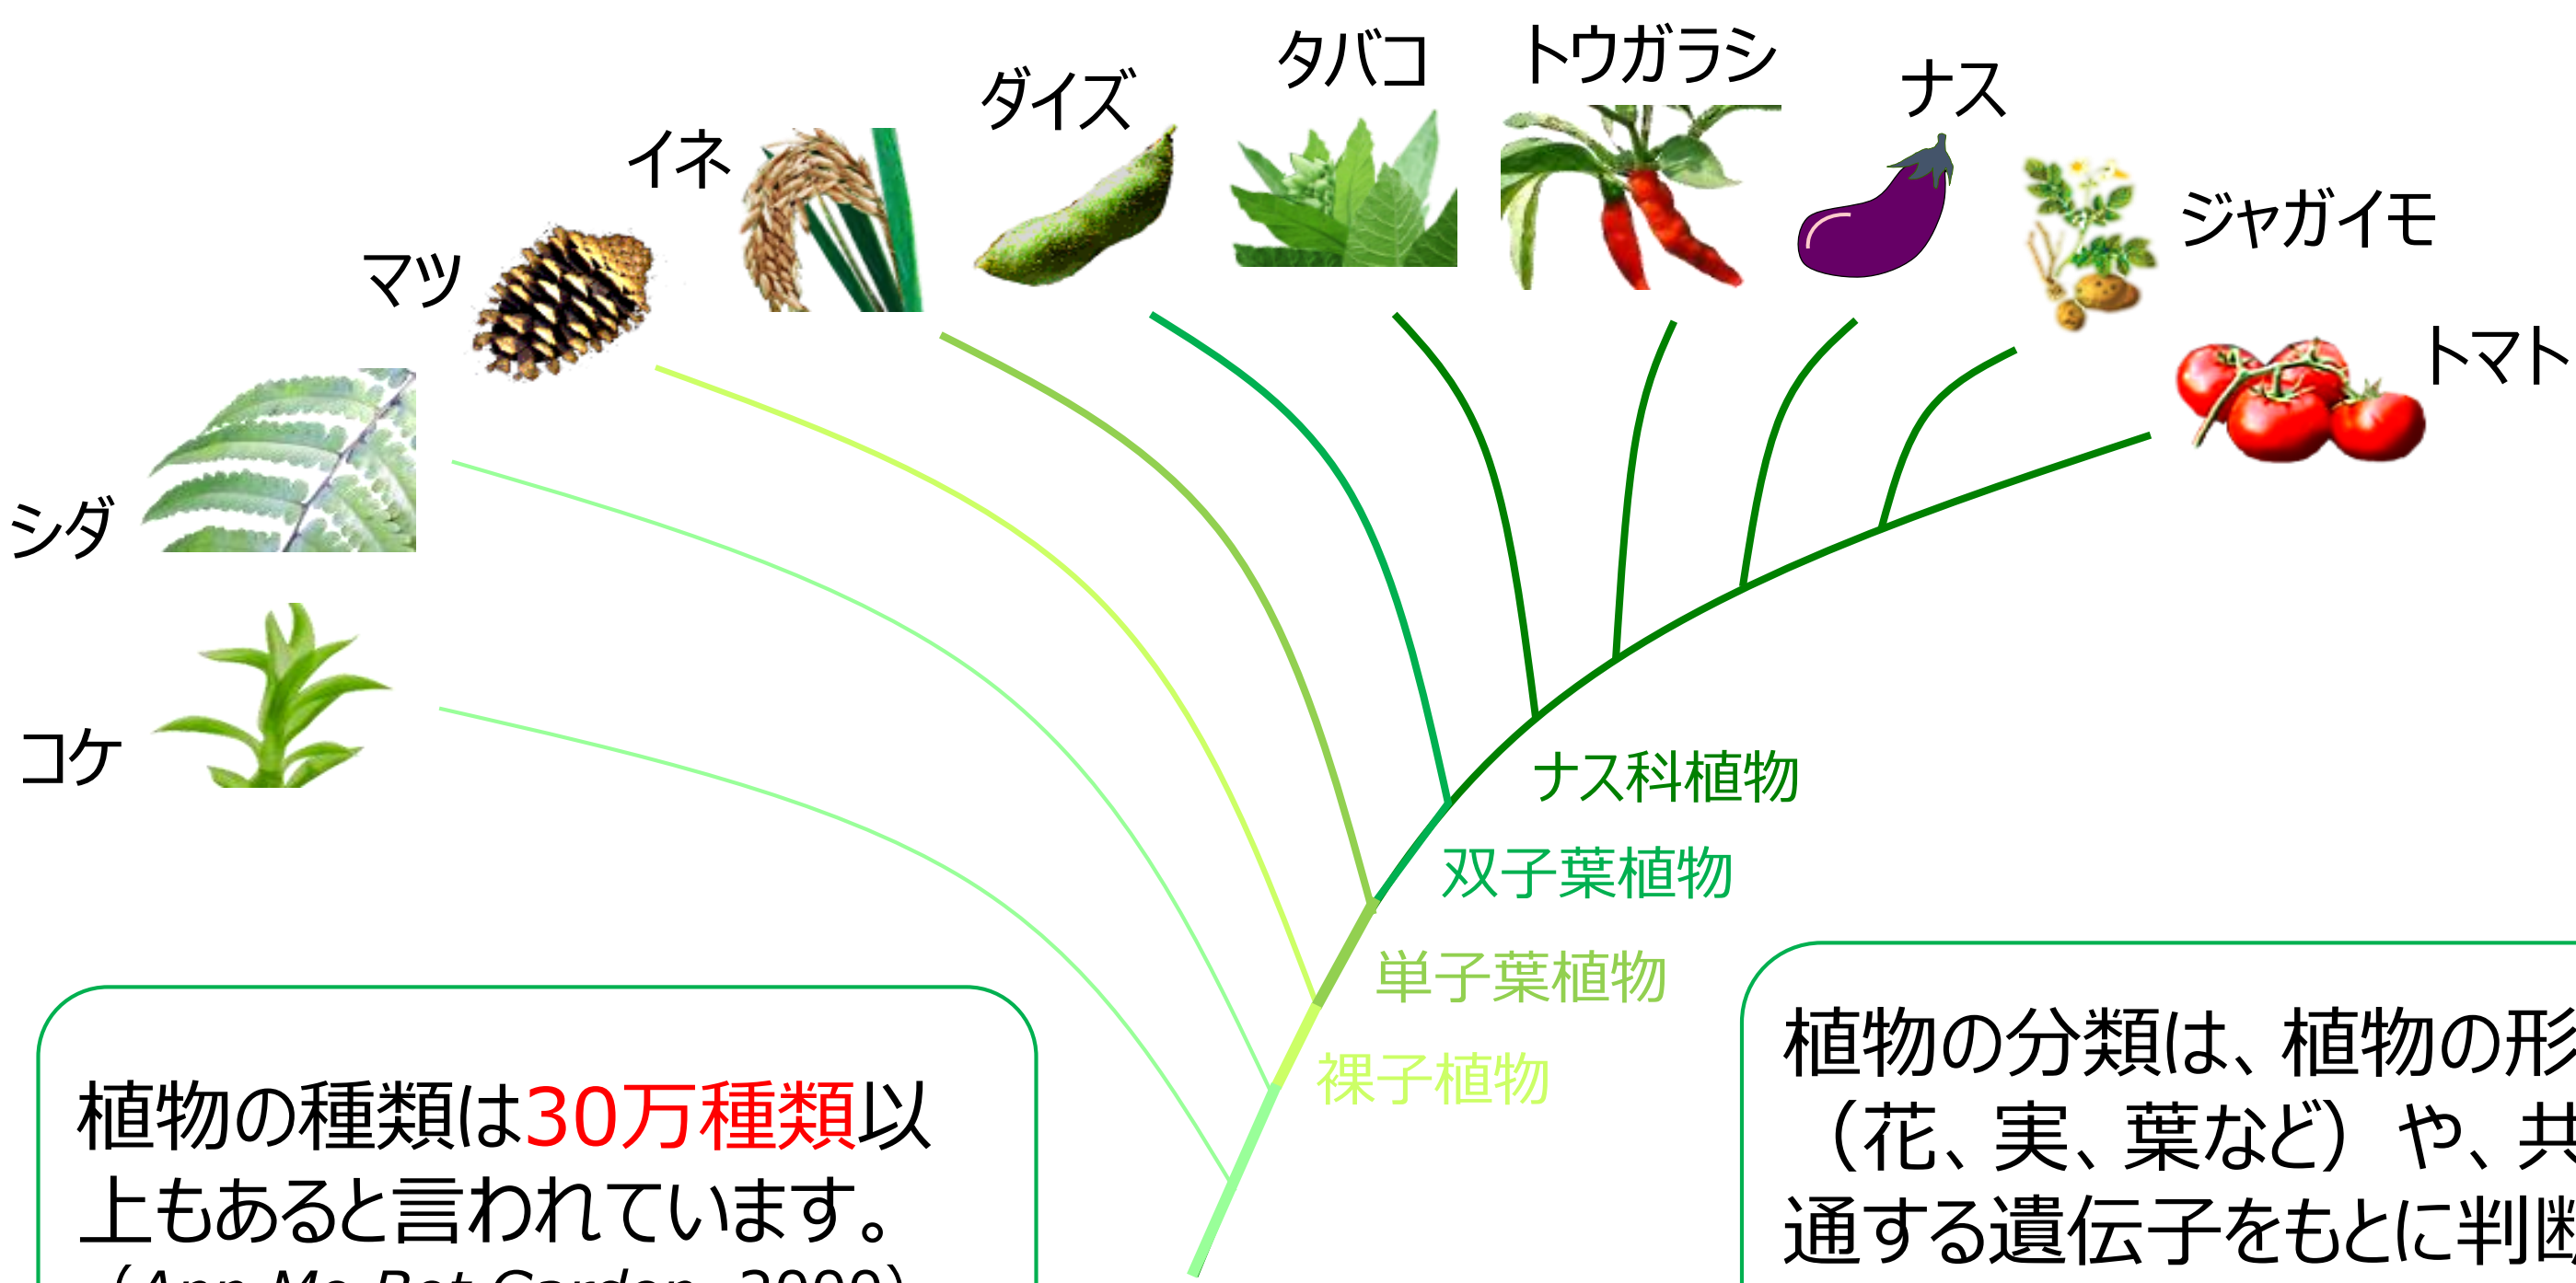 タバコ
トウガラシ
ナス
ダイズ
イネ
ジャガイモ
マツ
トマト
シダ
コケ
ナス科植物
双子葉植物
単子葉植物
裸子植物
植物の種類は30万種類以
上もあると言われています。
植物の分類は、植物の形
（花、実、葉など）や、共
通する遺伝子をもとに判断